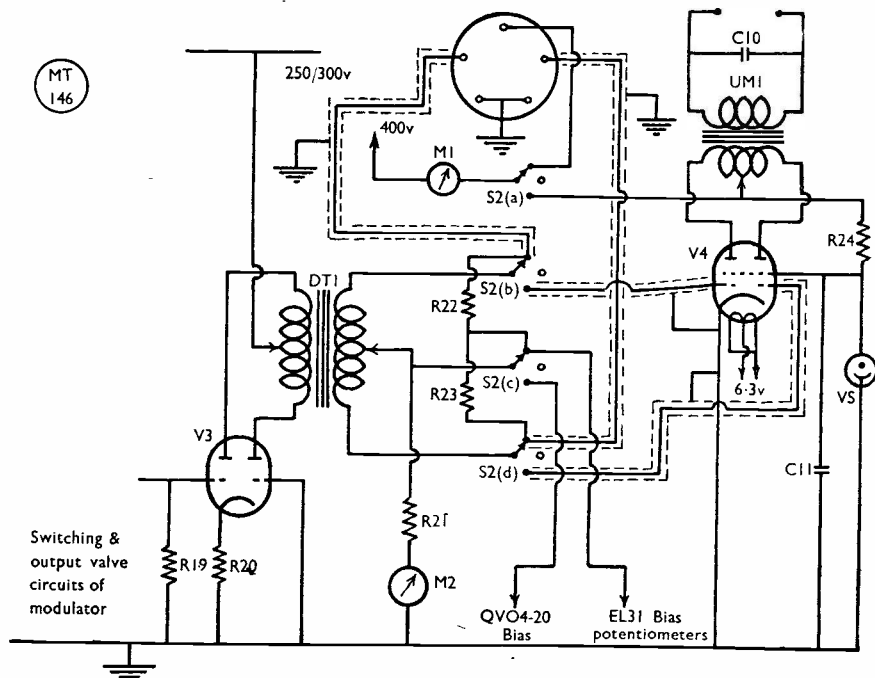 MT
146
250/300v
C10
UM1
400v
M1
S2(a)
R24
V4
DT1
R22
S2(b)
6·3v
VS
R23
S2(c)
V3
S2(d)
C11
R21
R19
R20
M2
Switching &
output valve
circuits of
modulator
QVO4-20
Bias
EL31 Bias
potentiometers